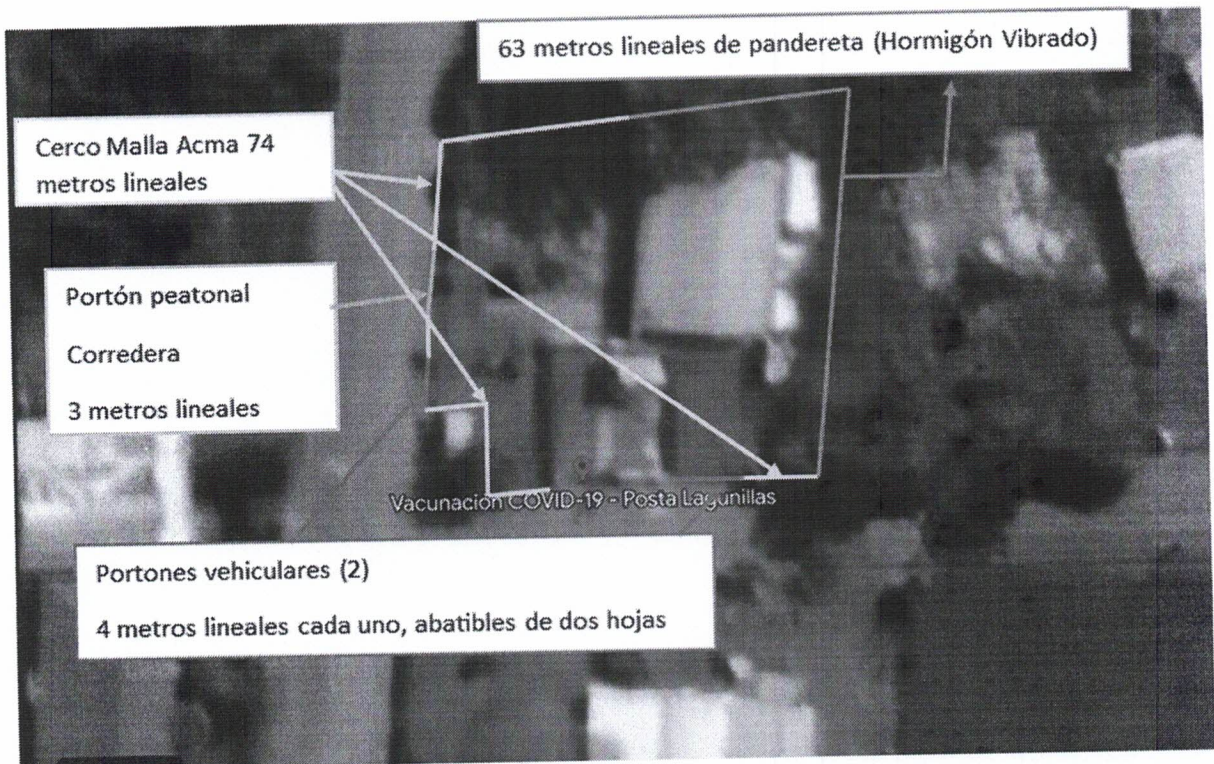 63 metros lineales de pandereta (Hormigón Vibrado)
Cerco Malla Acma 74
metros lineales
Portón peatonal
Corredera
3 metros lineales
Vacunación COVID-19 - Posta Lagunillas
Portones vehiculares (2)
4 metros lineales cada uno, abatibles de dos hojas